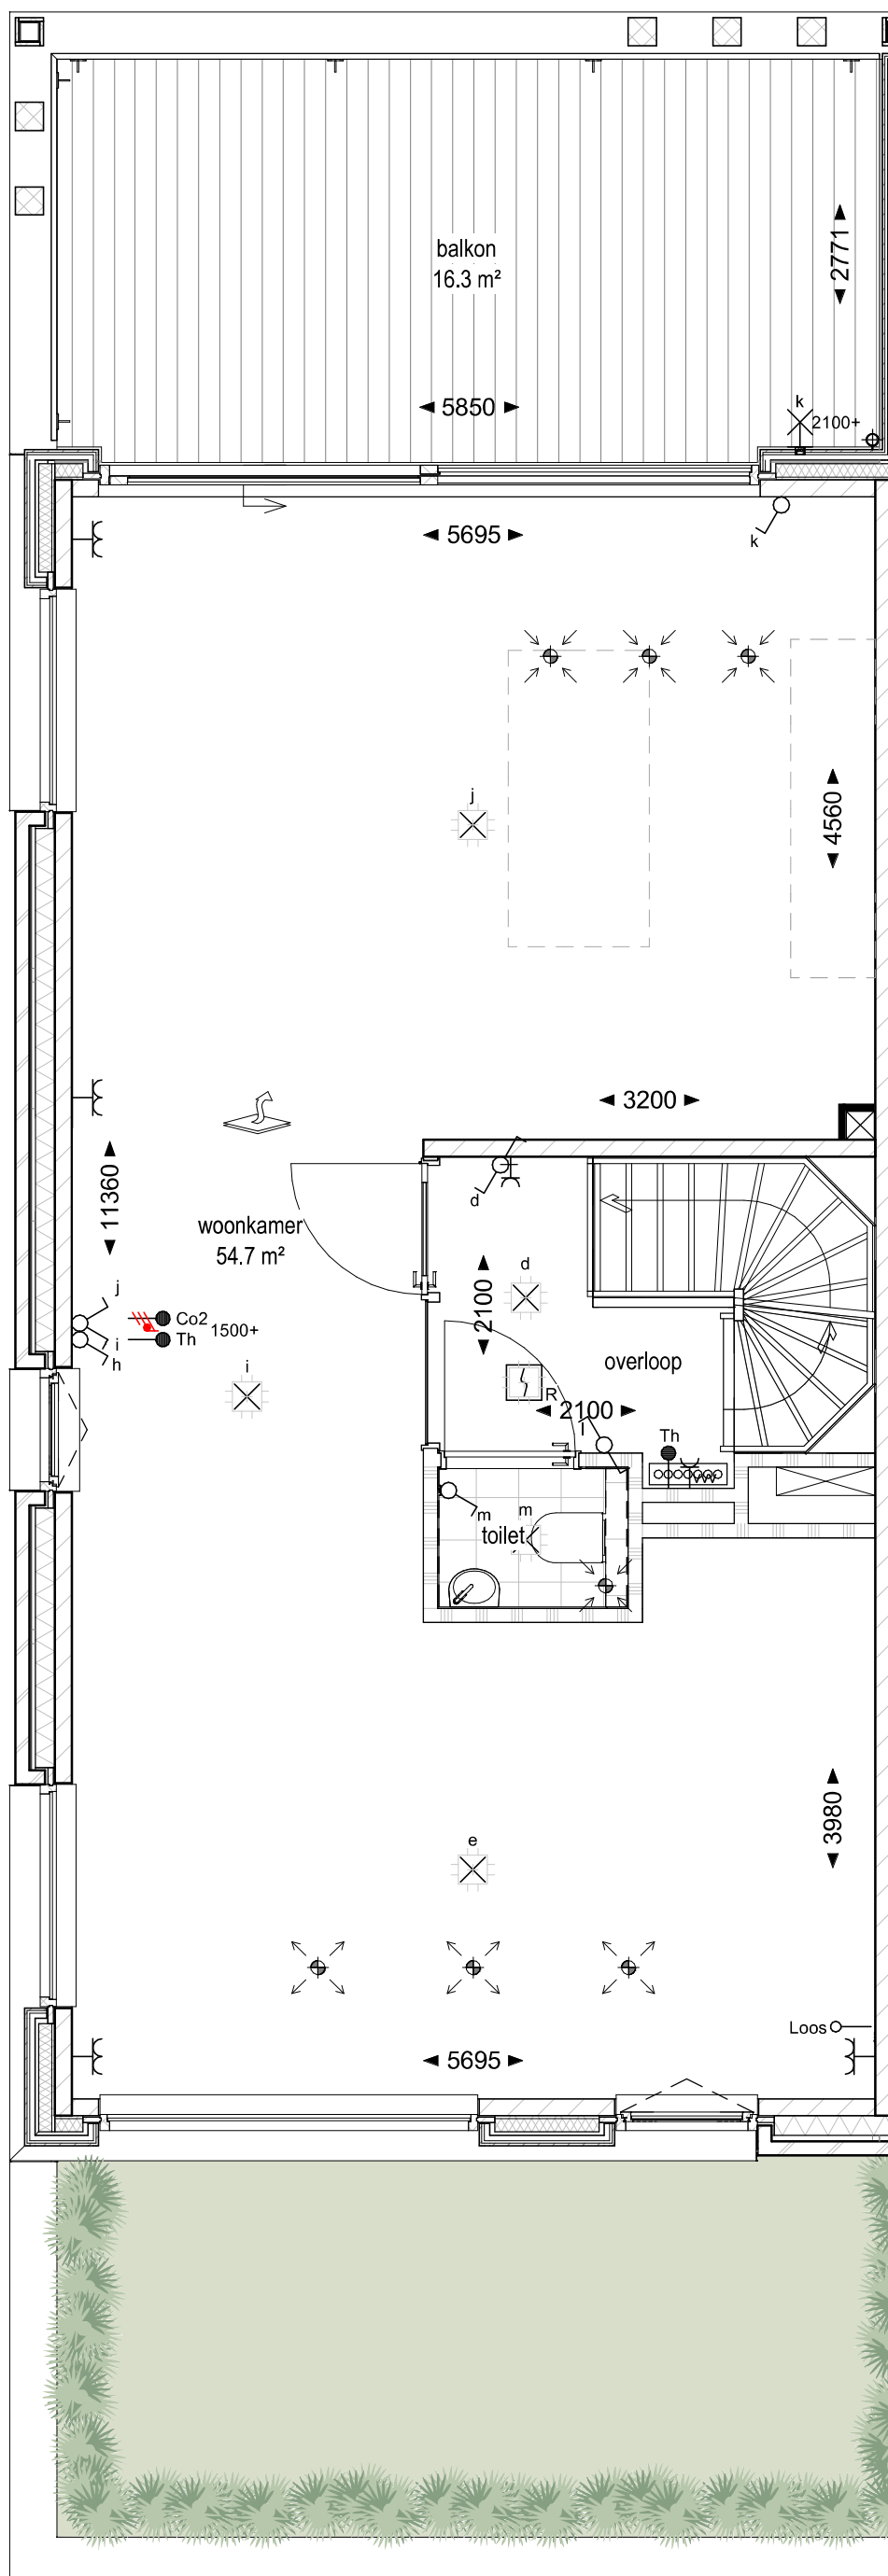 balkon
16.3 m²
2771
5850
k
2100+
5695
k
j
4560
3200
11360
woonkamer
54.7 m²
d
d
2100
j
i
h
Co2
Th
1500+
i
overloop
R
2100
l
Th
m
m
toilet
3980
e
Loos
5695